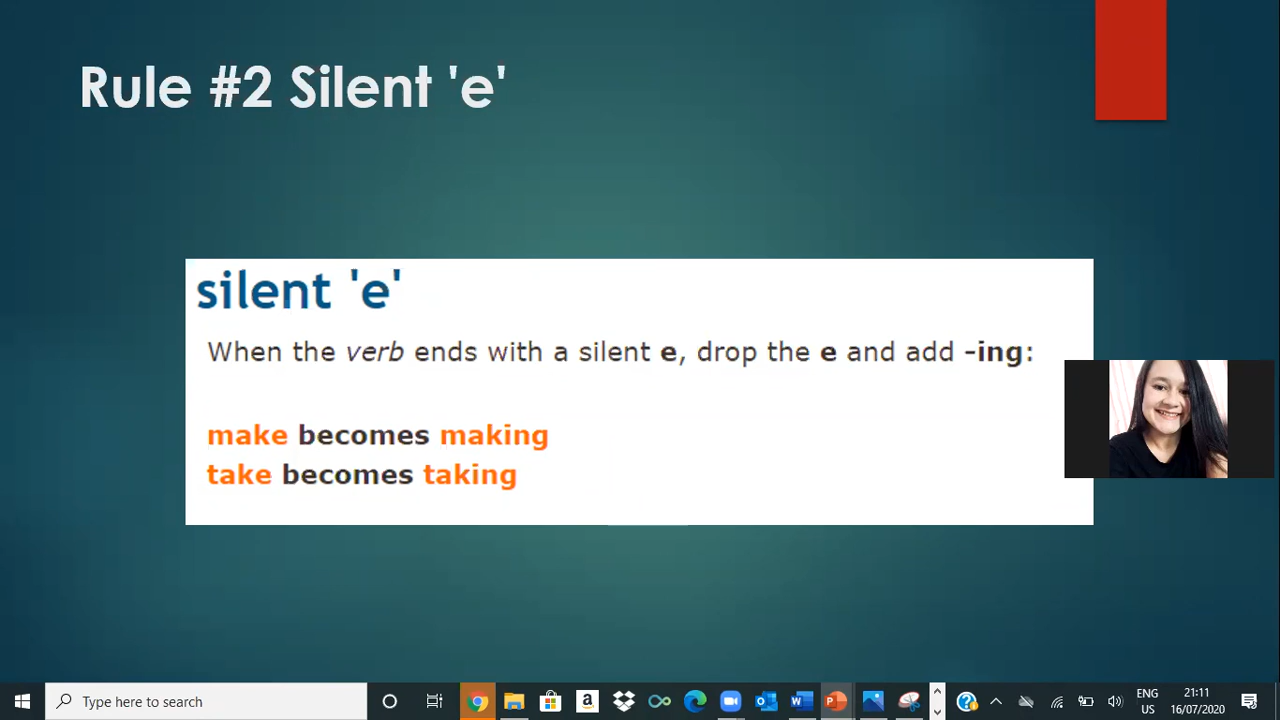 Rule #2 Silent 'e'
silent 'e'
When the verb ends with a silent e, drop the e and add -ing:
make becomes making
take becomes taking
Type here to search
ENG
US
21:11
16/07/2020